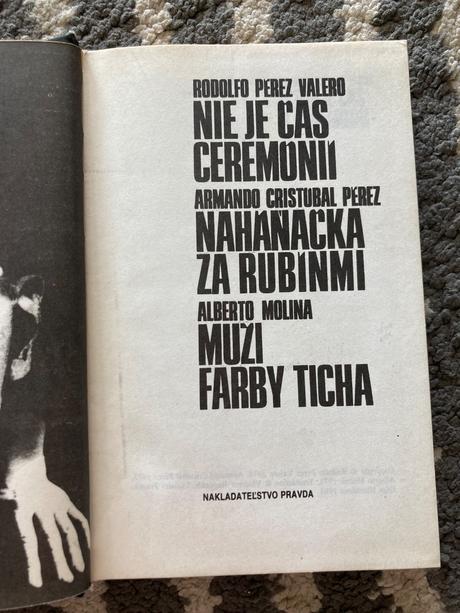 RODOLFO PÉREZ VALERO
NIE JE ČAS
CEREMÓNIÍ
ARMANDO CRISTÓBAL PÉREZ
NAHÁŇAČKA
ZA RUBÍNMI
ALBERTO MOLINA
MUŽI
FARBY TICHA
NAKLADATEĽSTVO PRAVDA